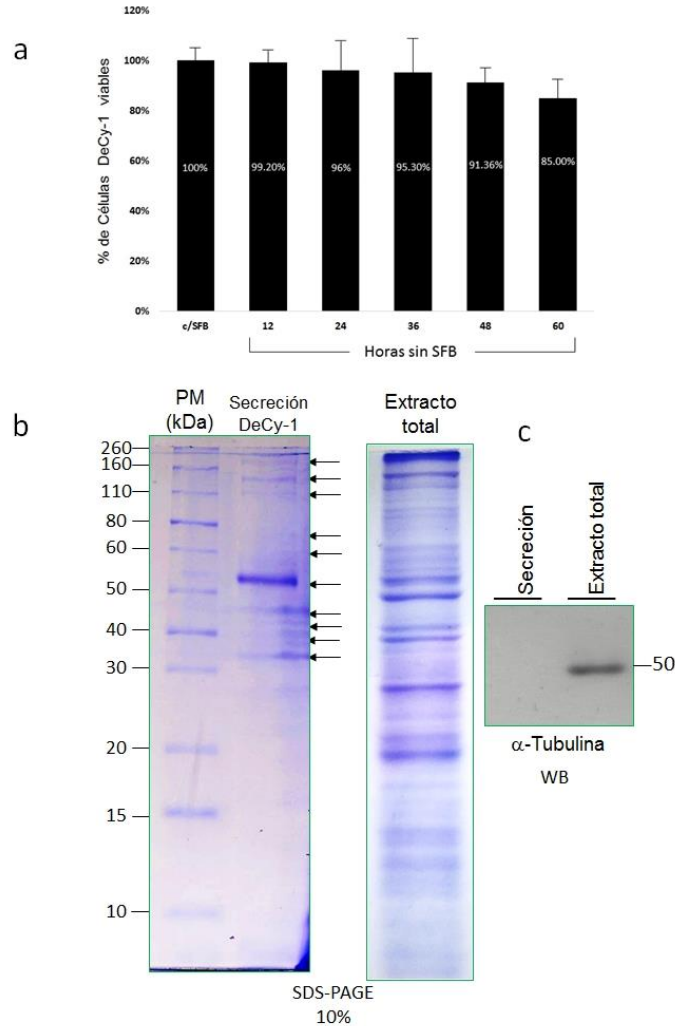 a
% de Células DeCy-1 viables
120%
100%
80%
60%
40%
20%
0%
100%
99.20%
96%
95.30%
91.36%
85.00%
c/SFB
12
24
36
48
60
Horas sin SFB
b
PM
(kDa)
Secreción
DeCy-1
Extracto
total
260
160
110
80
60
50
40
30
20
15
10
SDS-PAGE
10%
c
Secreción
Extracto total
50
α-Tubulina
WB